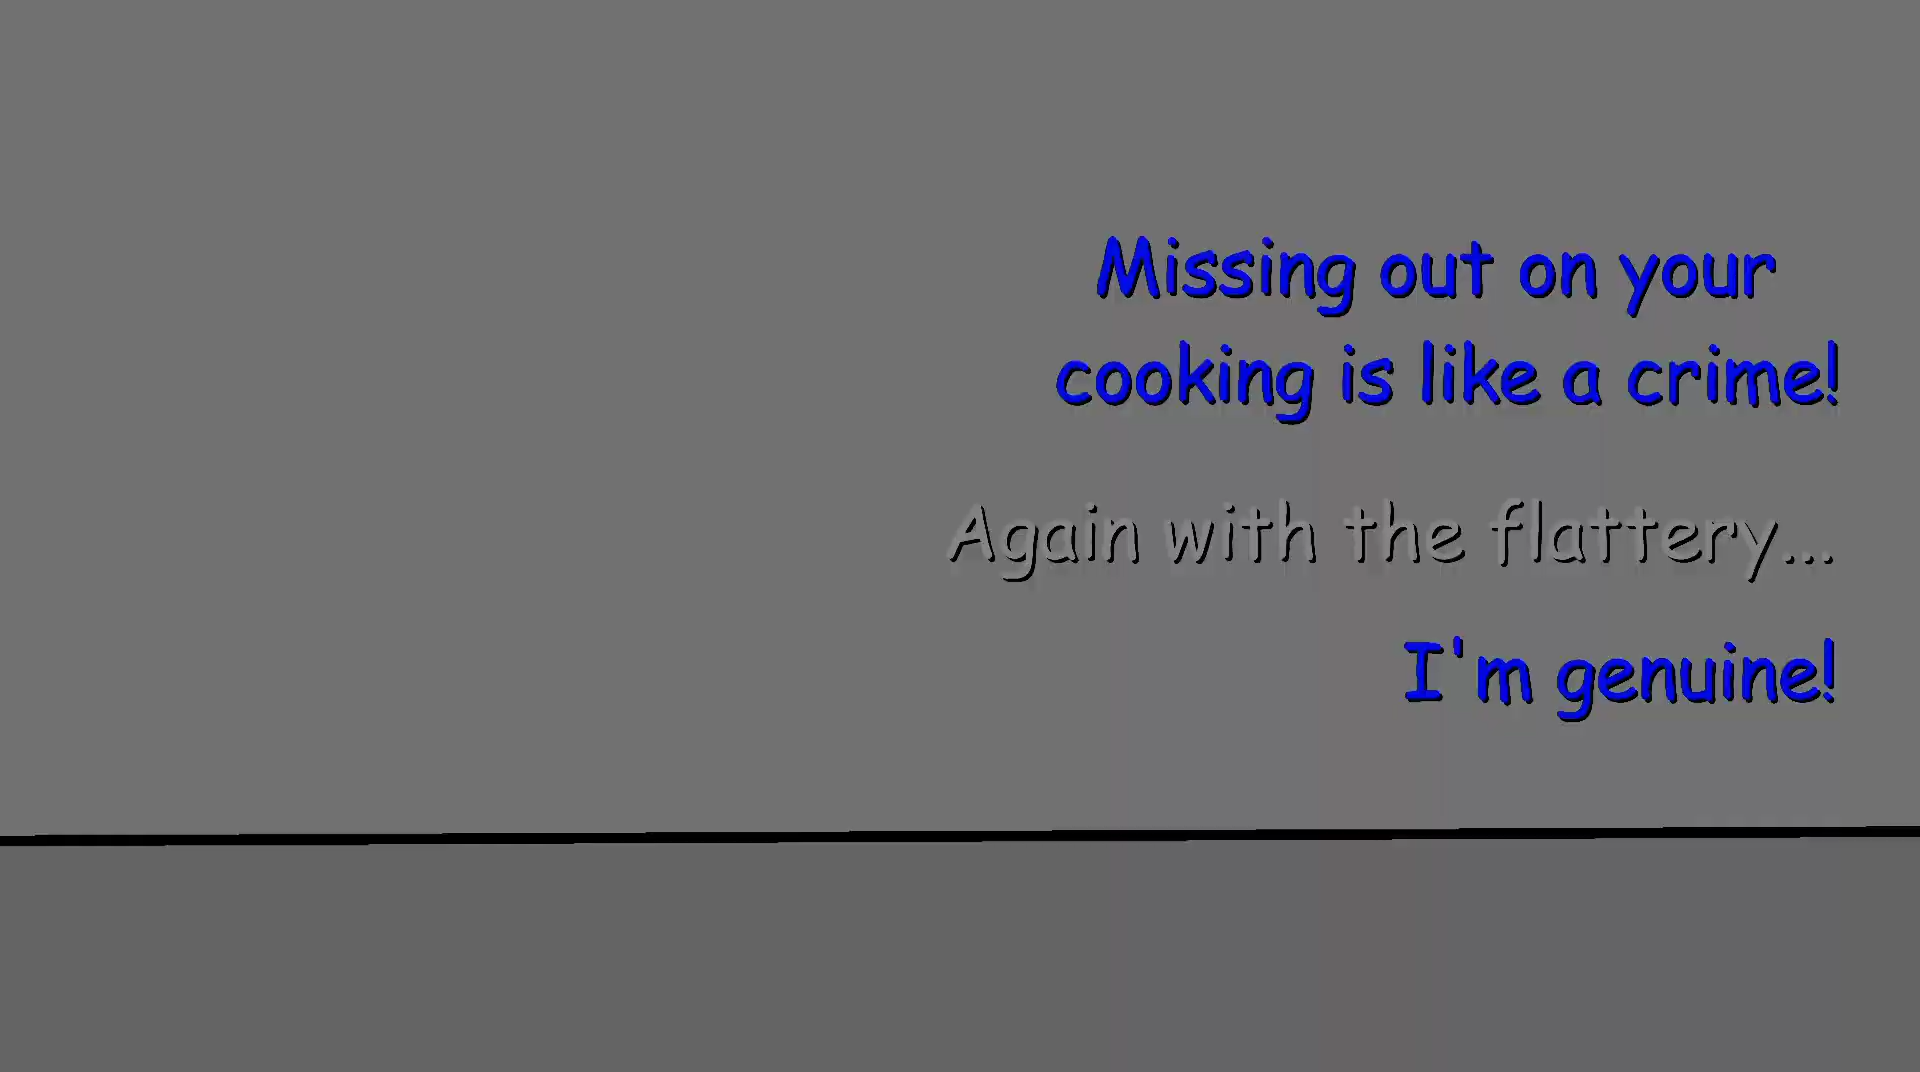 Missing out on your
cooking is like a crime!
Again with the flattery...
I'm genuine!